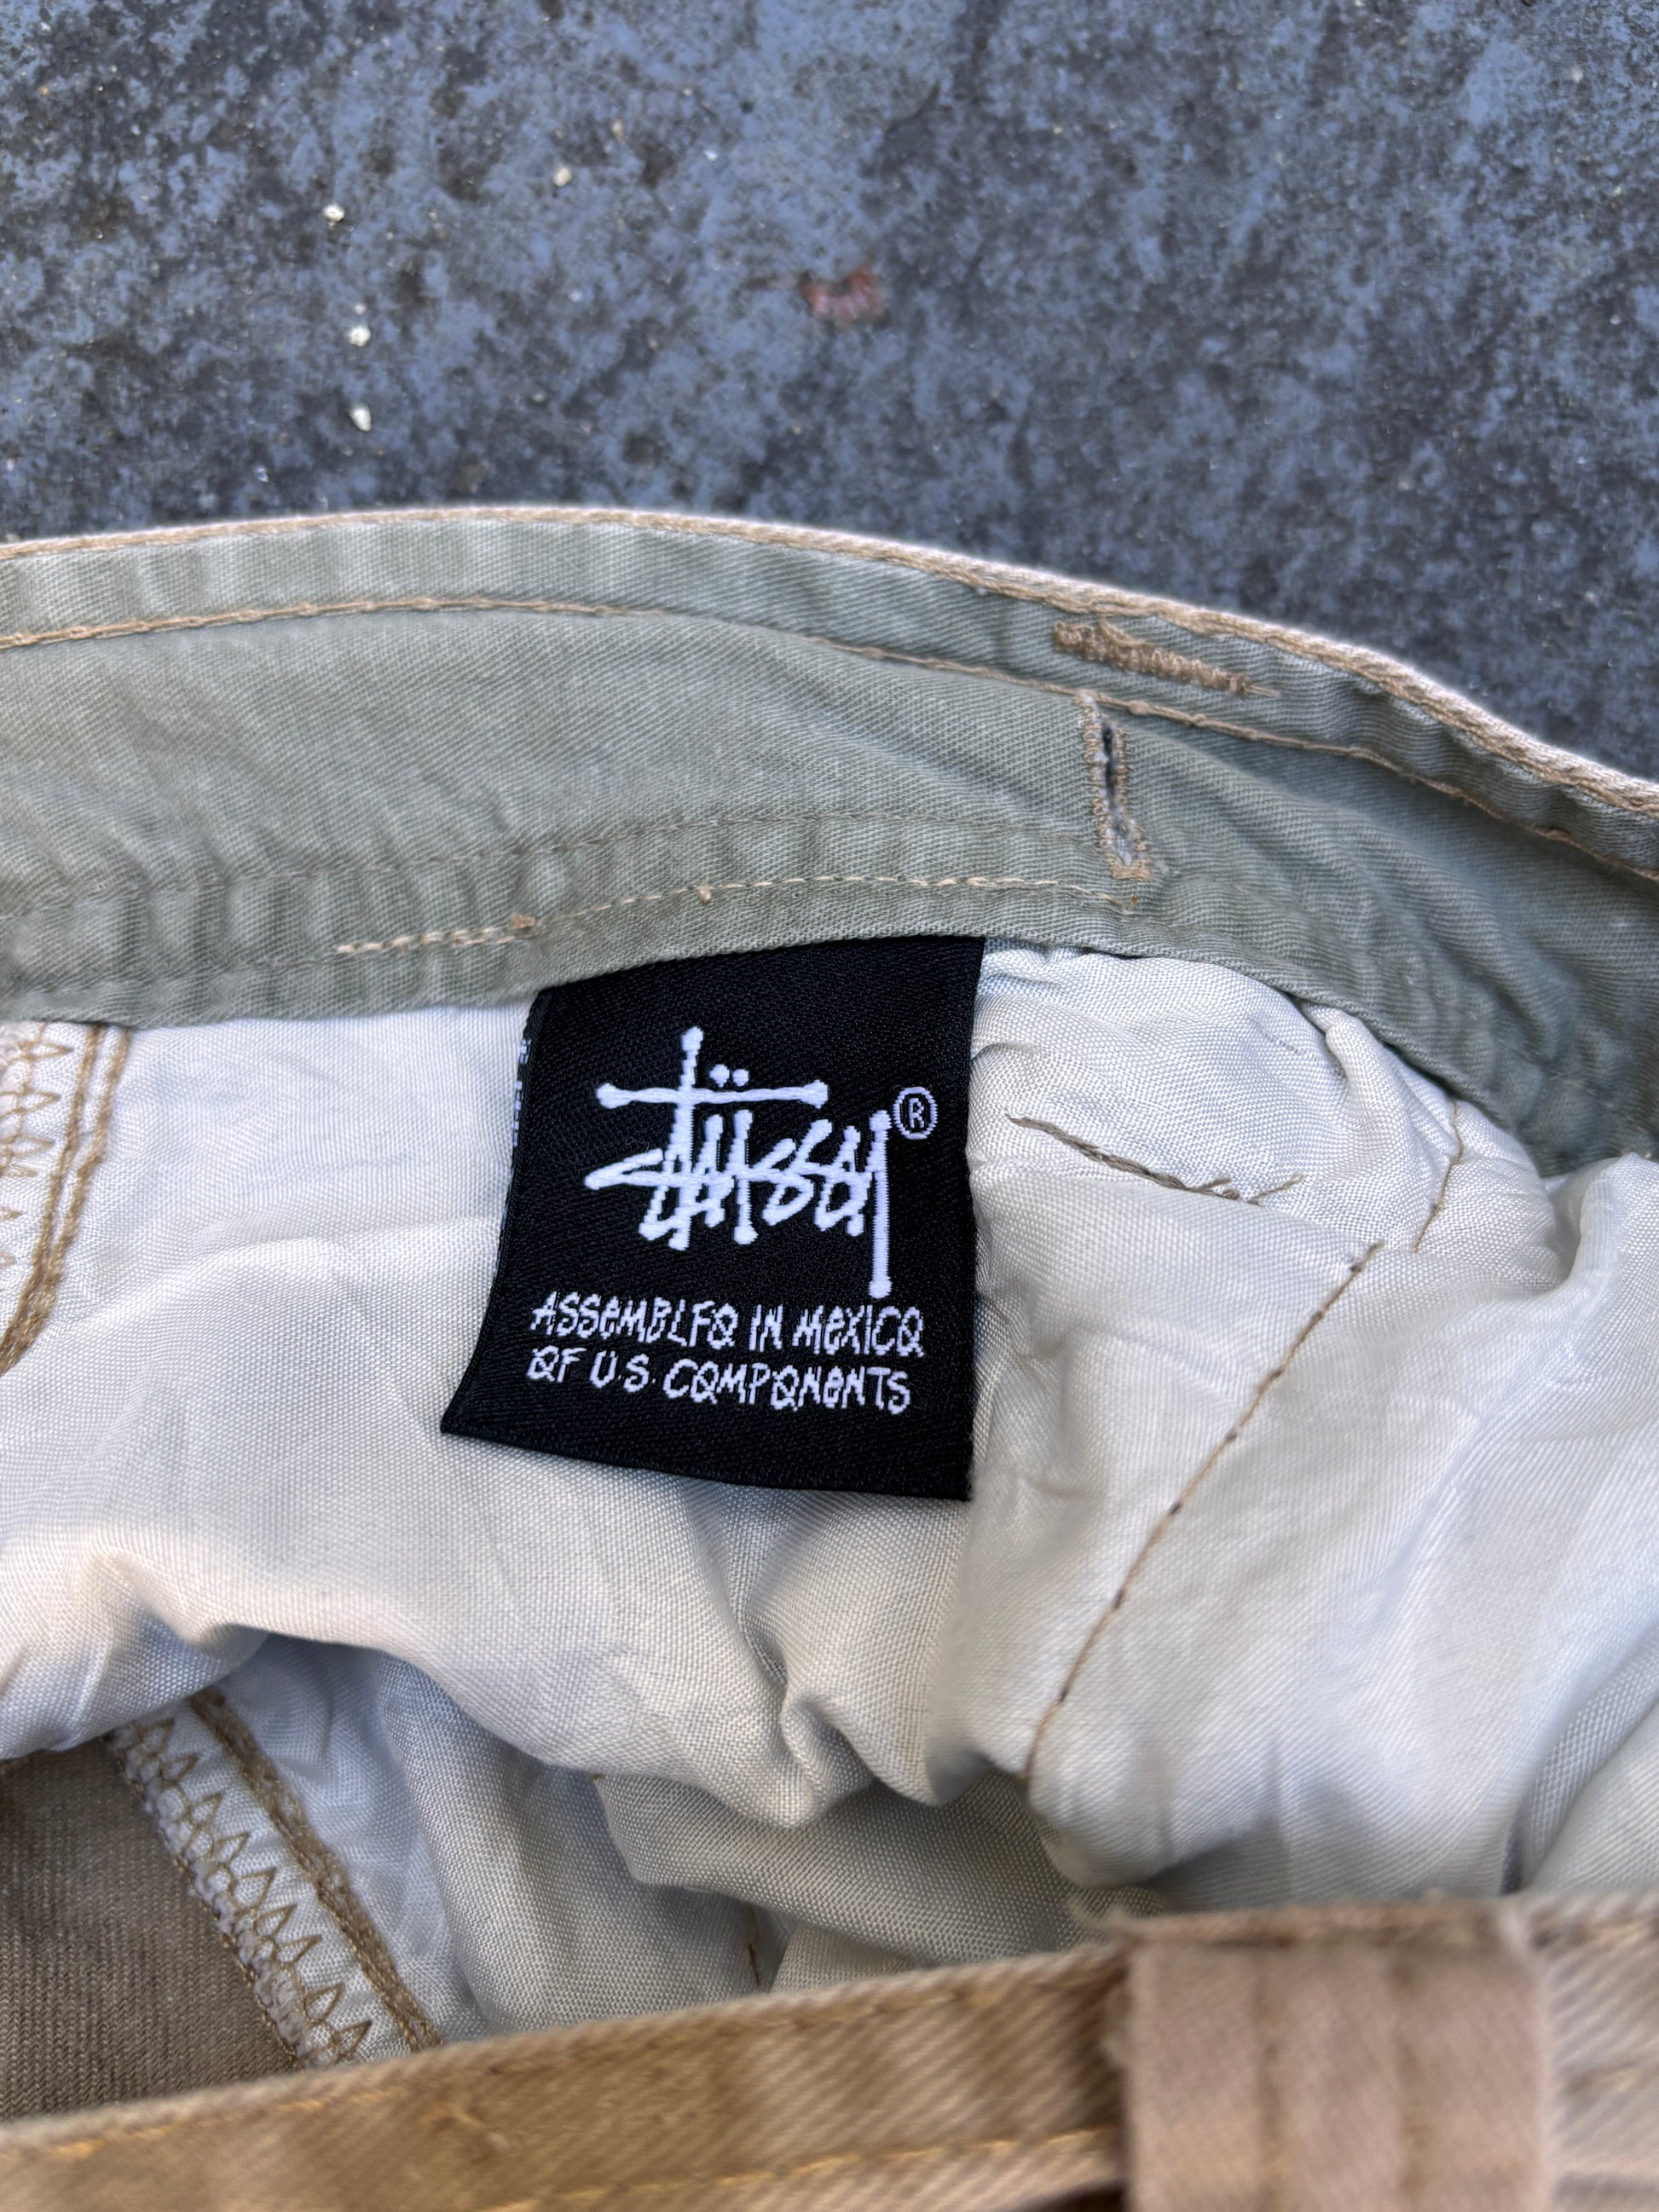 Stüssy ®
ASSEMBLED IN MEXICO
OF U.S. COMPONENTS